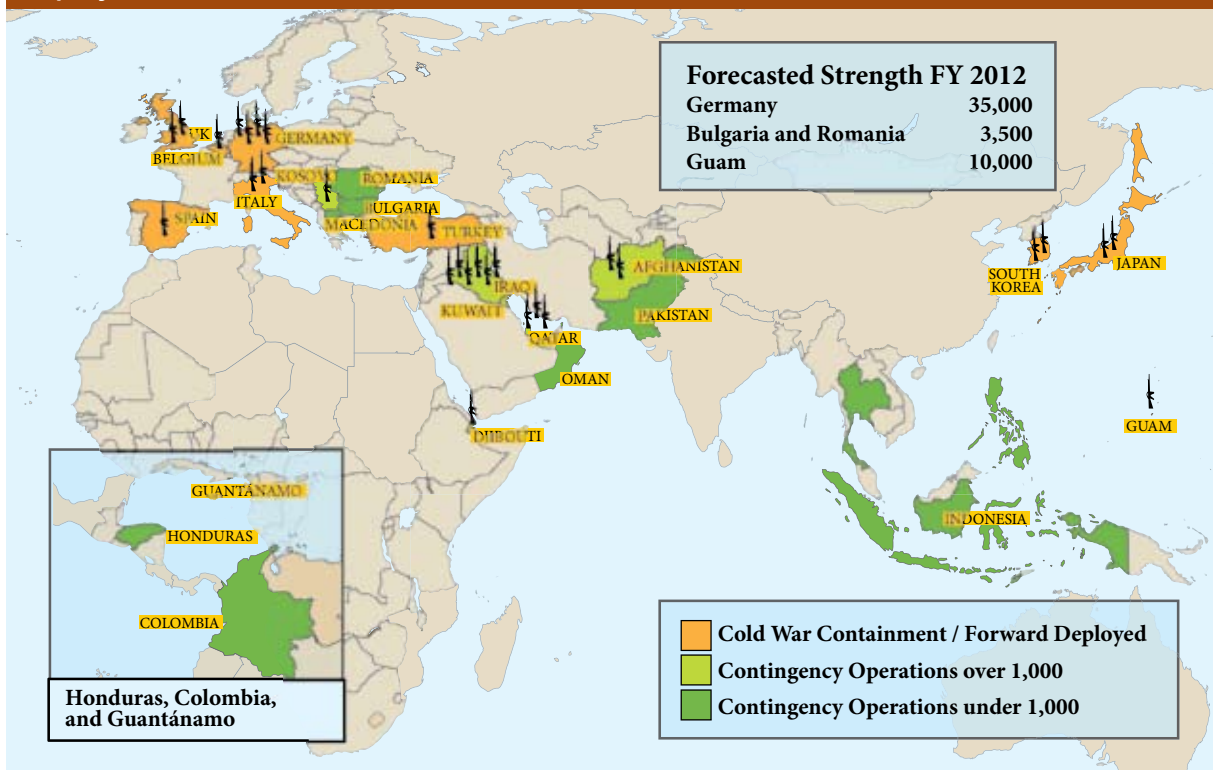 Forecasted Strength FY 2012
Germany 35,000
Bulgaria and Romania 3,500
Guam 10,000
UK
GERMANY
BELGIUM
KOSOVO
ROMANIA
ITALY
BULGARIA
SPAIN
MACEDONIA
TURKEY
AFGHANISTAN
IRAQ
KUWAIT
PAKISTAN
QATAR
OMAN
DJIBOUTI
SOUTH
KOREA
JAPAN
GUAM
INDONESIA
GUANTÁNAMO
HONDURAS
COLOMBIA
Honduras, Colombia,
and Guantánamo
Cold War Containment / Forward Deployed
Contingency Operations over 1,000
Contingency Operations under 1,000